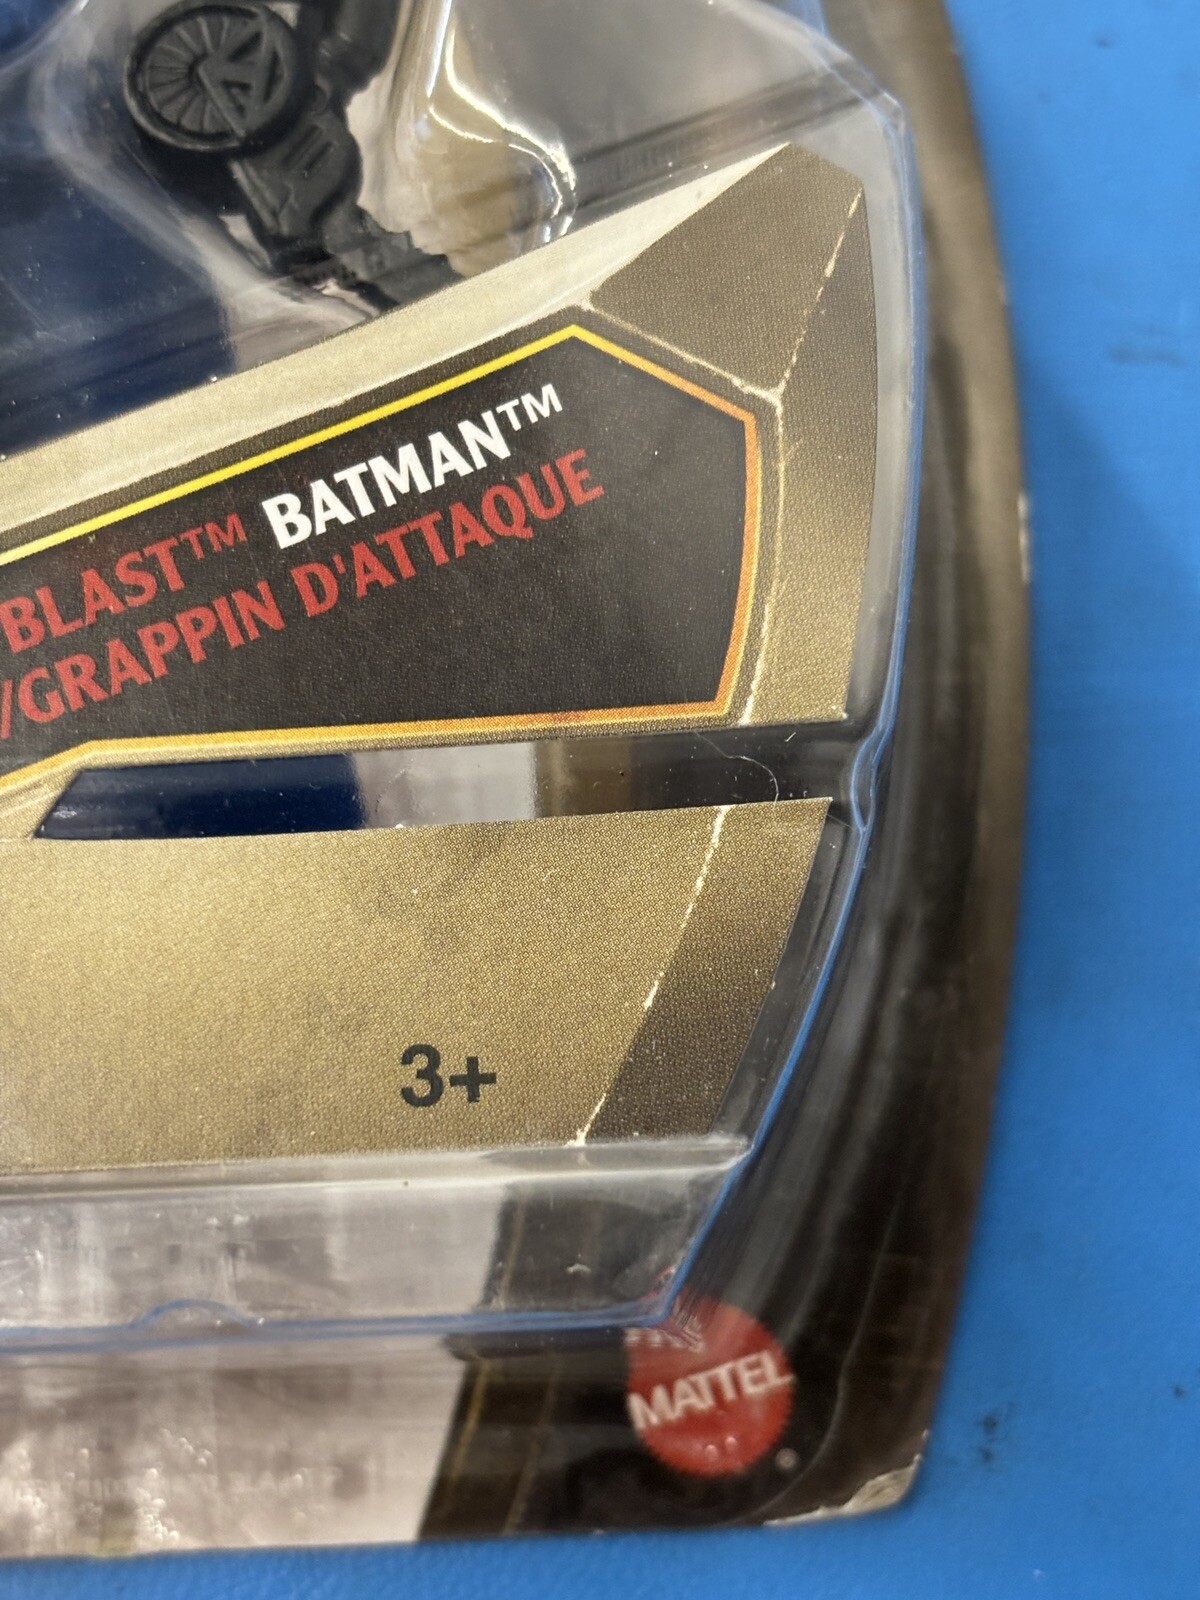 BLAST™ BATMAN™
/GRAPPIN D'ATTAQUE
3+
MATTEL
®